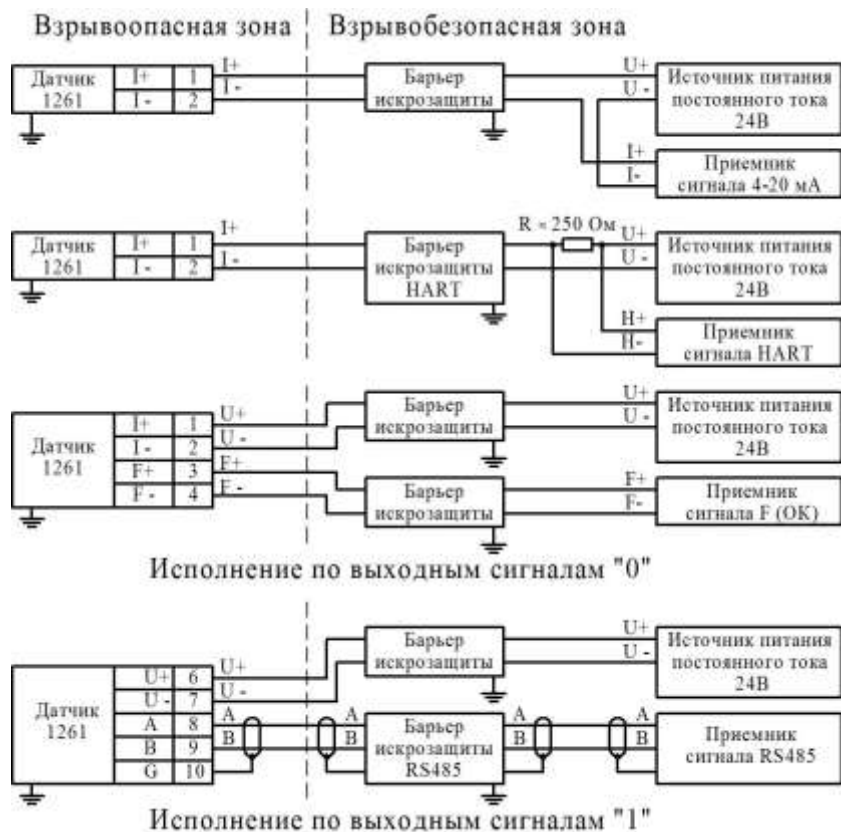 Взрывоопасная зона
Взрывобезопасная зона
Датчик
1261
I+ 1
I - 2
I+
I -
Барьер
искрозащиты
U+
U -
Источник питания
постоянного тока
24В
I+
I-
Приемник
сигнала 4-20 мА
Датчик
1261
I+ 1
I - 2
I+
I -
Барьер
искрозащиты
HART
R = 250 Ом
U+
U -
Источник питания
постоянного тока
24В
H+
H-
Приемник
сигнала HART
Датчик
1261
I+ 1
I - 2
F+ 3
F - 4
U+
U -
F+
F -
Барьер
искрозащиты
U+
U -
Источник питания
постоянного тока
24В
Барьер
искрозащиты
F+
F-
Приемник
сигнала F (ОК)
Исполнение по выходным сигналам "0"
Датчик
1261
U+ 6
U - 7
A 8
B 9
G 10
U+
U -
A
B
Барьер
искрозащиты
U+
U -
Источник питания
постоянного тока
24В
A
B
Барьер
искрозащиты
RS485
A
B
A
B
Приемник
сигнала RS485
Исполнение по выходным сигналам "1"